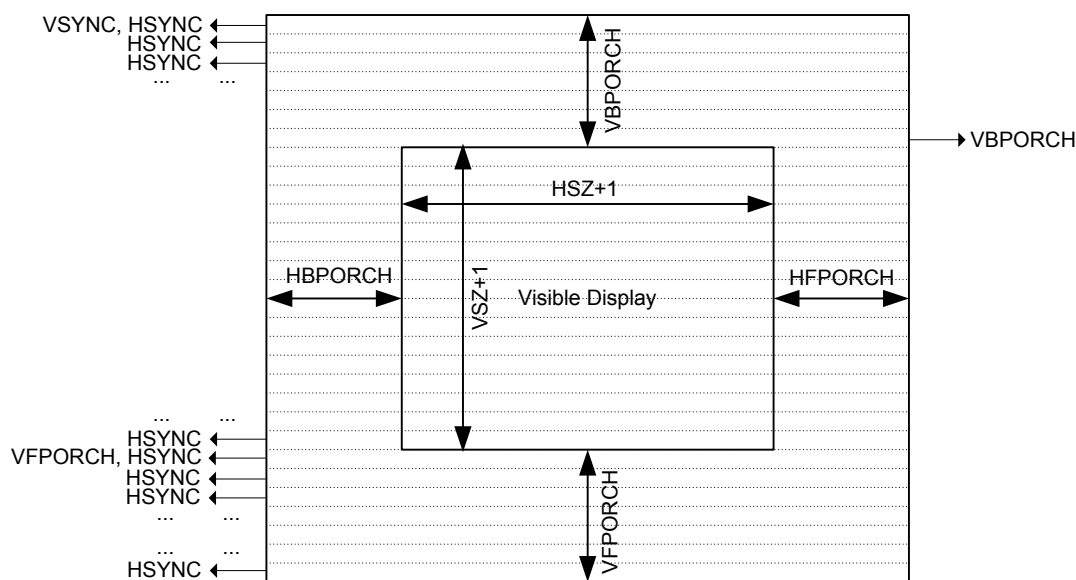 VSYNC, HSYNC
HSYNC
HSYNC
... ...
VBPORCH
VBPORCH
HSZ+1
HBPORCH
VSZ+1
Visible Display
HFPORCH
... ...
HSYNC
VFPORCH, HSYNC
HSYNC
HSYNC
... ...
... ...
HSYNC
VFPORCH